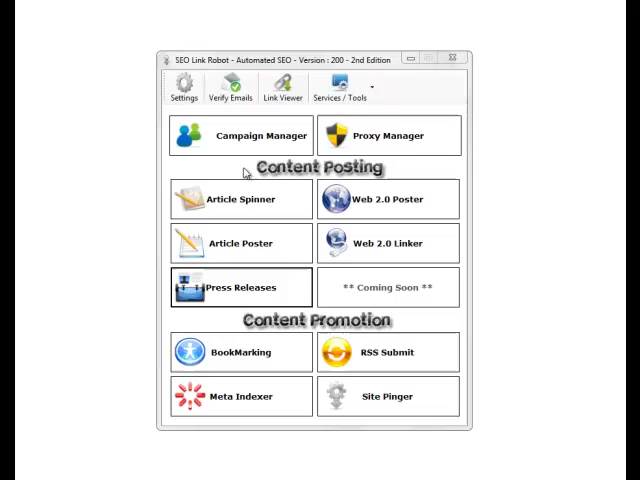 SEO Link Robot - Automated SEO - Version : 200 - 2nd Edition
Settings Verify Emails Link Viewer Services / Tools
Campaign Manager Proxy Manager
Content Posting
Article Spinner Web 2.0 Poster
Article Poster Web 2.0 Linker
Press Releases ** Coming Soon **
Content Promotion
BookMarking RSS Submit
Meta Indexer Site Pinger